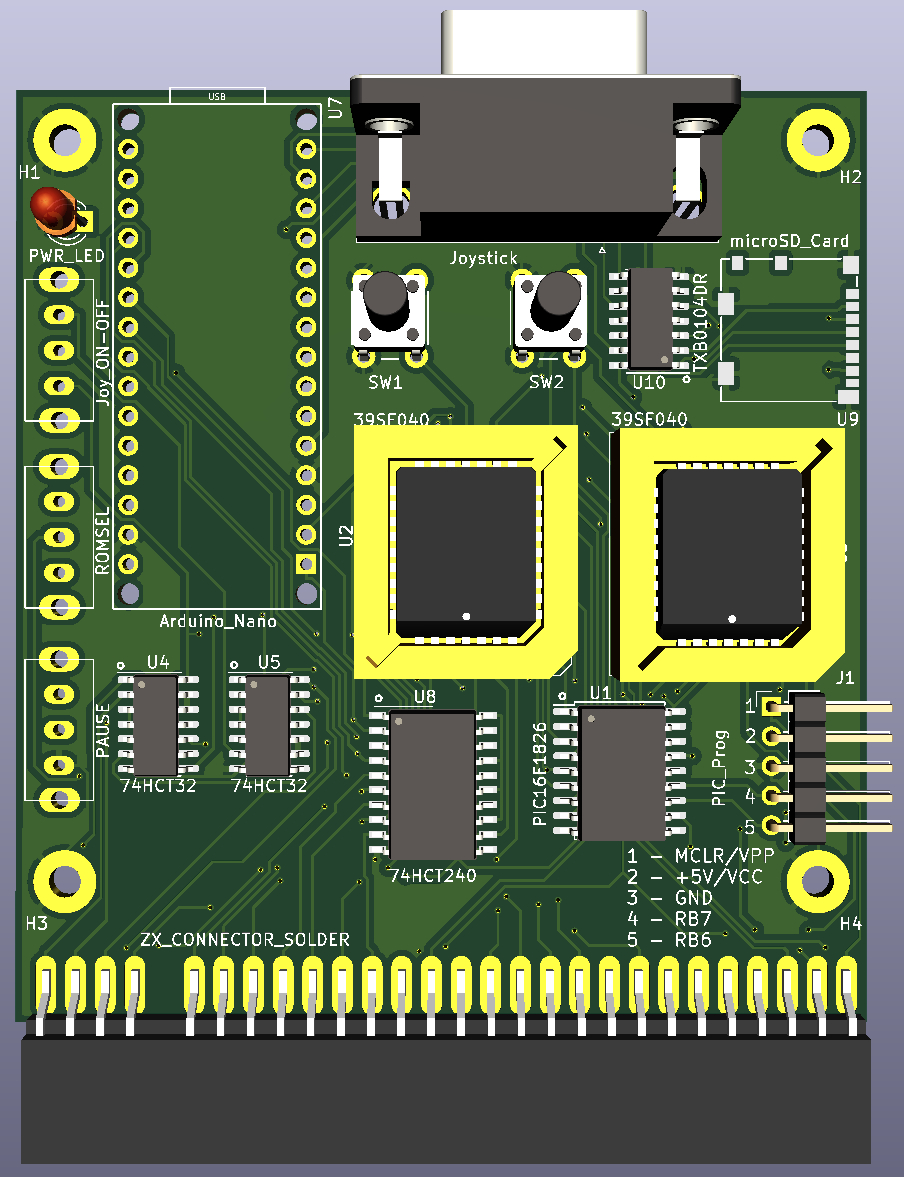 USB
U7
H1
H2
PWR_LED
Joystick
microSD_Card
Joy_ON-OFF
TXB0104DR
SW1
SW2
U10
39SF040
39SF040
U9
ROMSEL
U2
Arduino_Nano
U4
U5
U8
U1
J1
PAUSE
74HCT32
74HCT32
PIC16F1826
PIC_Prog
1
2
3
4
5
74HCT240
1 - MCLR/VPP
2 - +5V/VCC
3 - GND
4 - RB7
5 - RB6
H3
H4
ZX_CONNECTOR_SOLDER